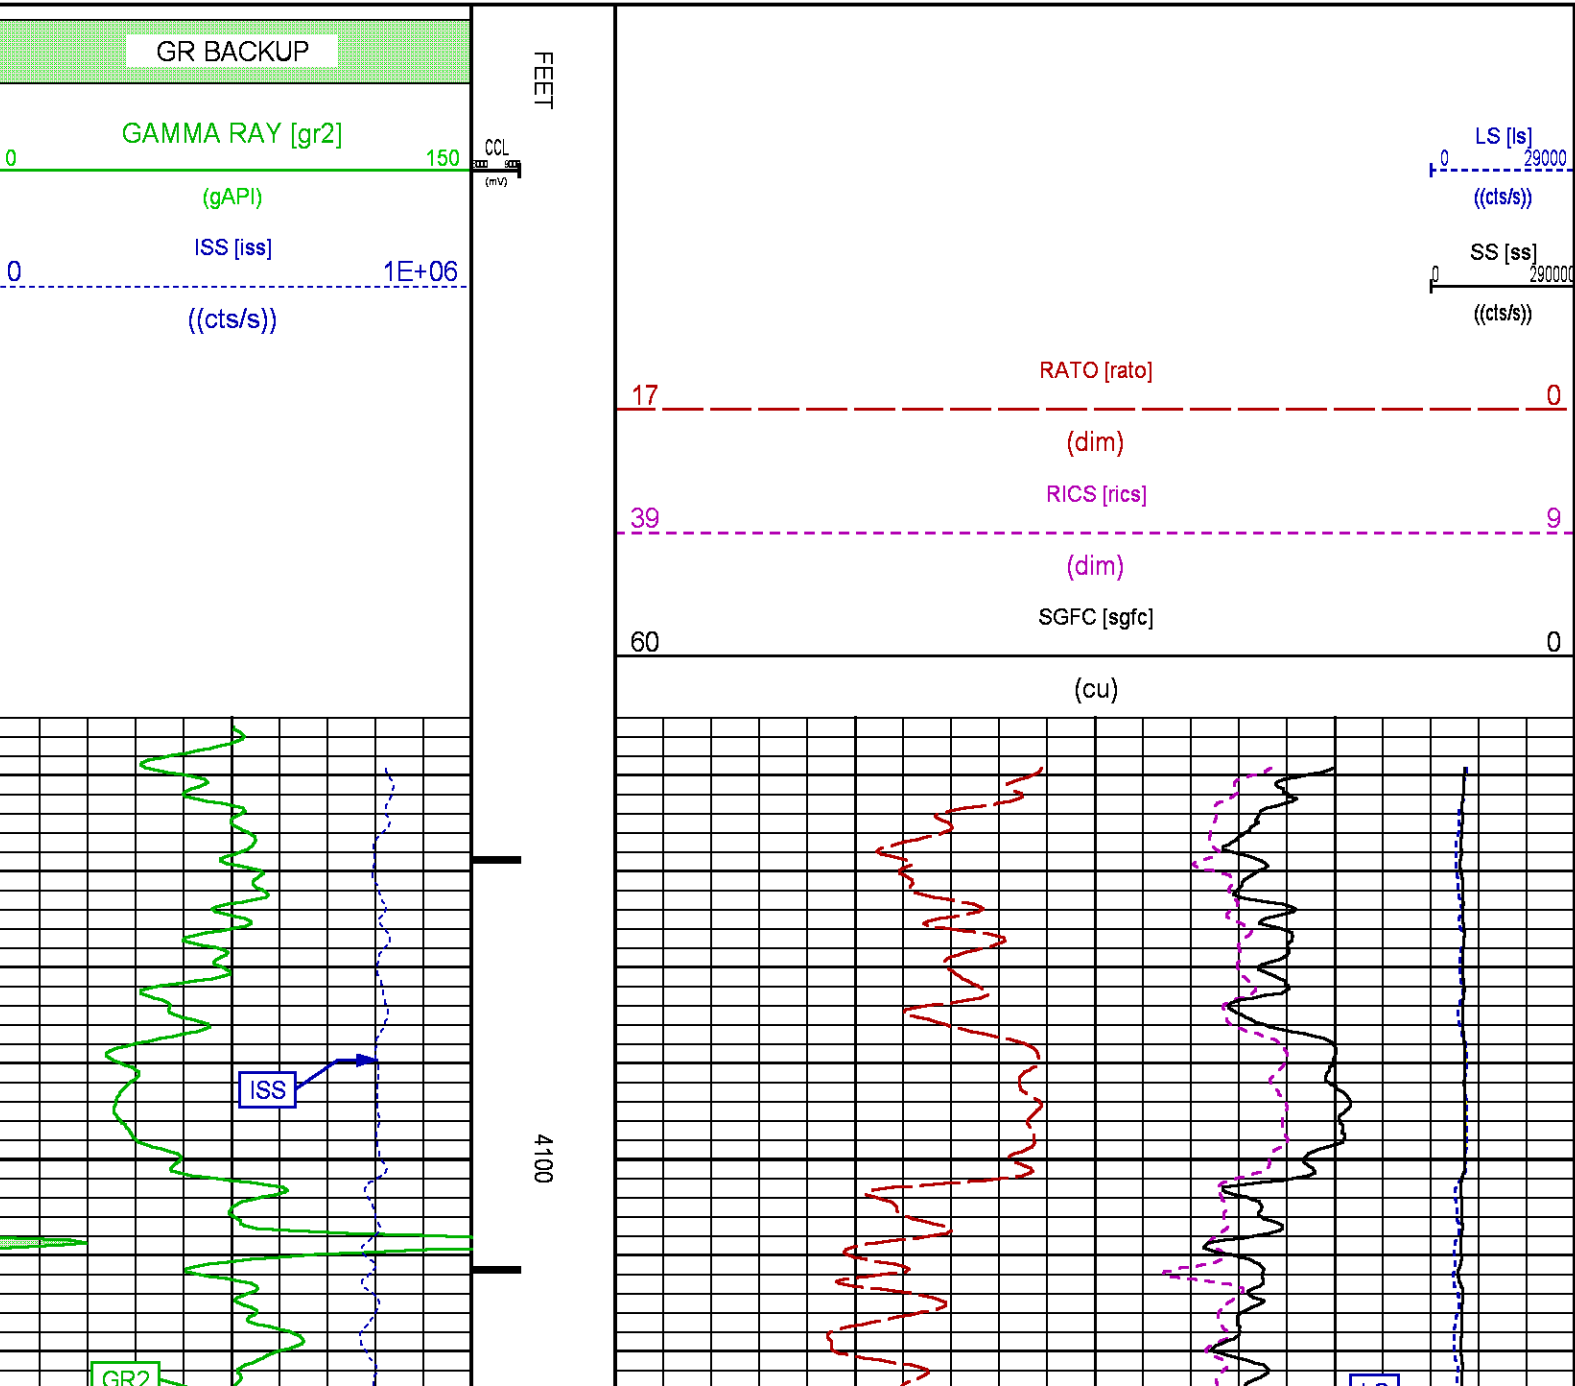 GR BACKUP
GAMMA RAY [gr2]
0 150
(gAPI)
ISS [iss]
0 1E+06
((cts/s))
FEET
CCL
(mV)
LS [ls]
0 29000
((cts/s))
SS [ss]
0 290000
((cts/s))
RATO [rato]
17 0
(dim)
RICS [rics]
39 9
(dim)
SGFC [sgfc]
60 0
(cu)
ISS
4100
GR2